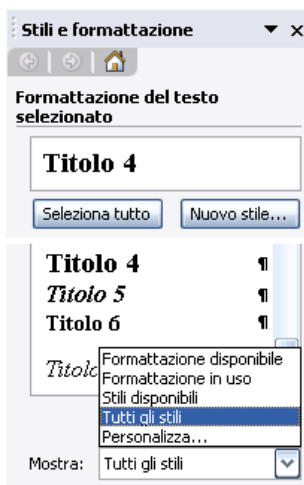 Stili e formattazione
Formattazione del testo
selezionato
Titolo 4
Seleziona tutto
Nuovo stile...
Titolo 4 ¶
Titolo 5 ¶
Titolo 6 ¶
Formattazione disponibile
Formattazione in uso
Stili disponibili
Tutti gli stili
Personalizza...
Mostra: Tutti gli stili